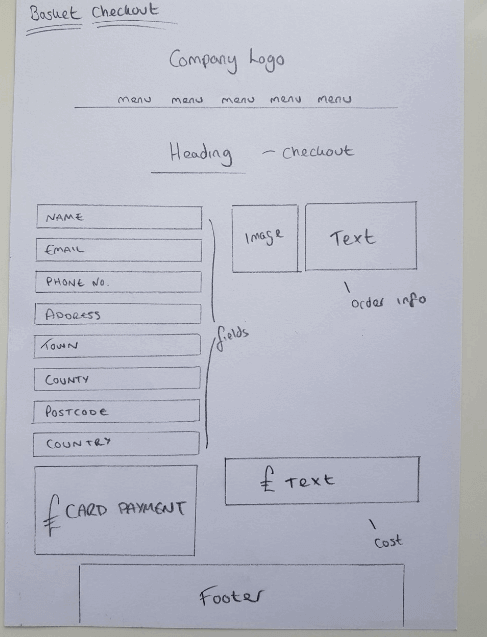 Basket Checkout
Company Logo
menu menu menu menu menu
Heading - checkout
NAME
EMAIL
PHONE NO.
ADDRESS
TOWN
COUNTY
POSTCODE
COUNTRY
fields
Image
Text
order info
£ CARD PAYMENT
£ Text
cost
Footer